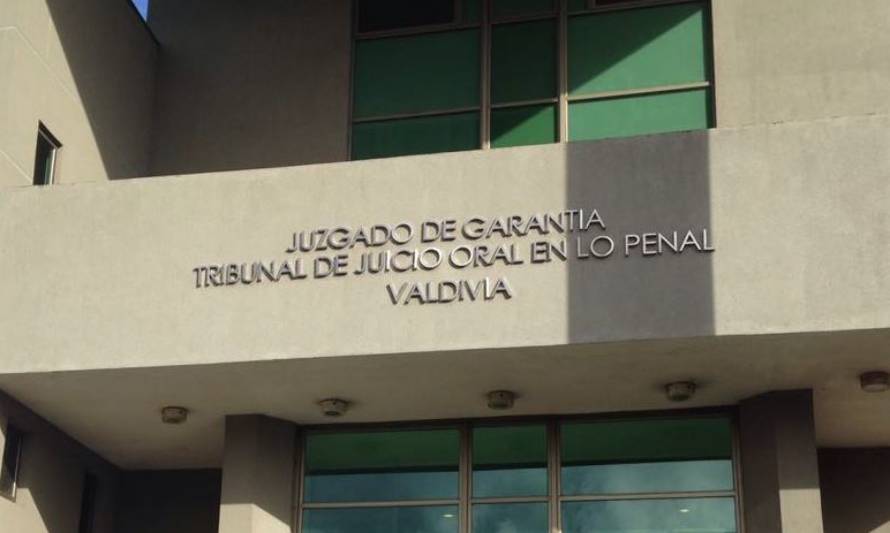 JUZGADO DE GARANTIA
TRIBUNAL DE JUICIO ORAL EN LO PENAL
VALDIVIA